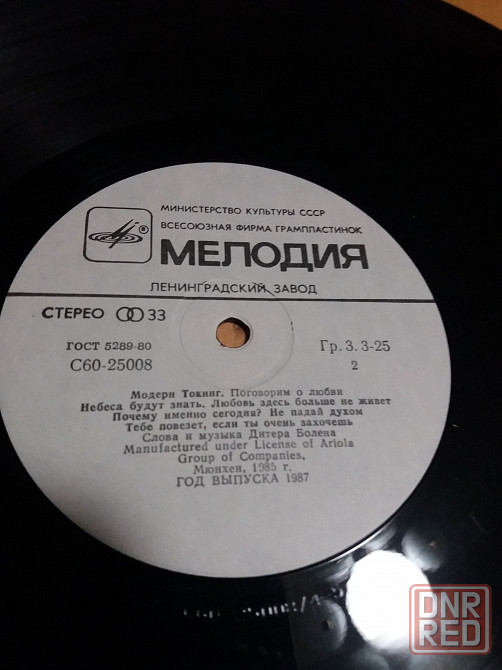 МИНИСТЕРСТВО КУЛЬТУРЫ СССР
ВСЕСОЮЗНАЯ ФИРМА ГРАМПЛАСТИНОК
®
МЕЛОДИЯ
ЛЕНИНГРАДСКИЙ ЗАВОД
СТЕРЕО 33
ГОСТ 5289-80
Гр. 3. 3-25
С60-25008
2
Модерн Токинг. Поговорим о любви
Небеса будут знать. Любовь здесь больше не живет
Почему именно сегодня? Не падай духом
Тебе повезет, если ты очень захочешь
Слова и музыка Дитера Болена
Manufactured under License of Ariola
Group of Companies,
Мюнхен, 1985 г.
ГОД ВЫПУСКА 1987
DNR
RED